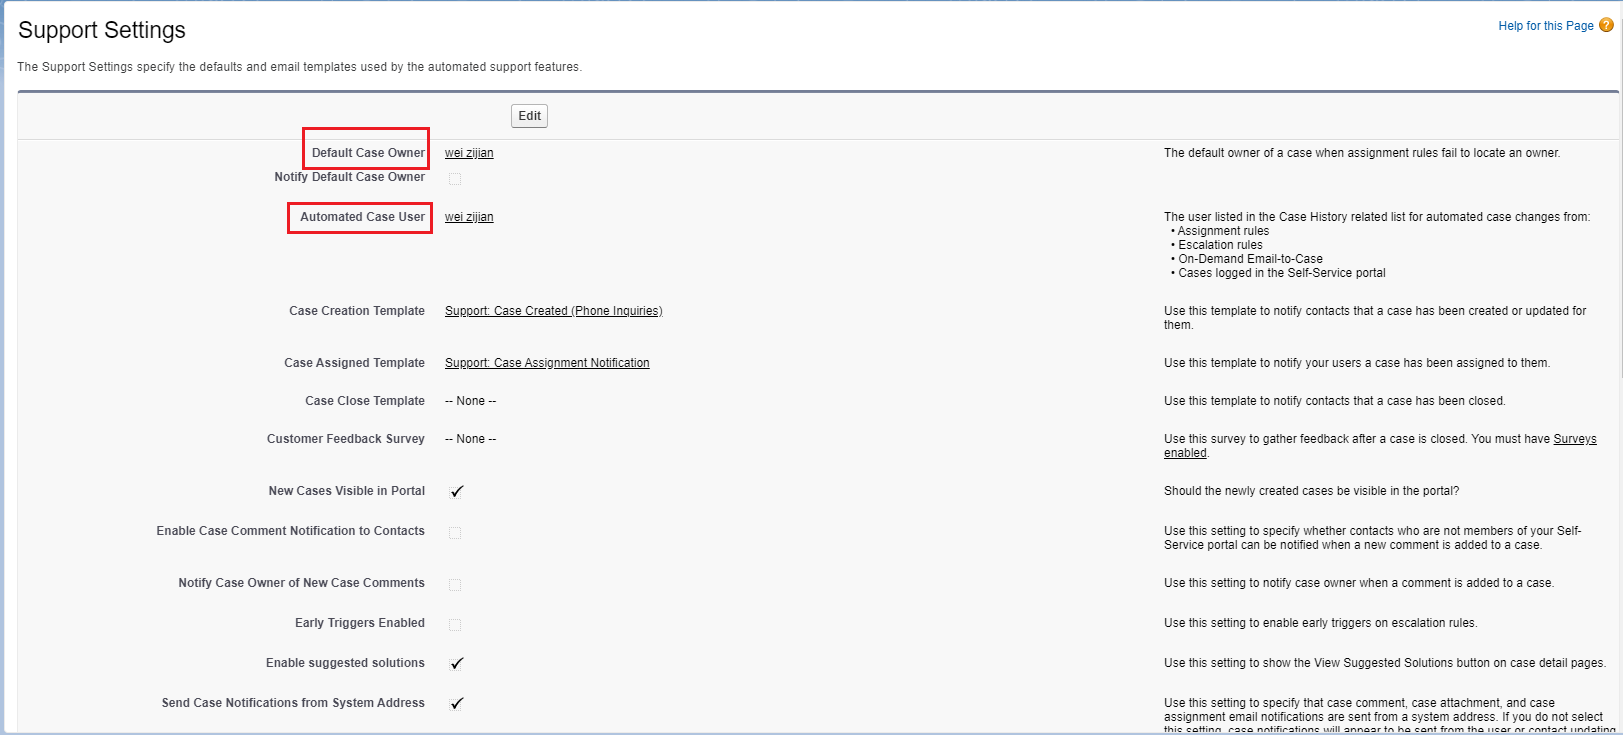 Support Settings
Help for this Page ?
The Support Settings specify the defaults and email templates used by the automated support features.
Edit
Default Case Owner wei zijian The default owner of a case when assignment rules fail to locate an owner.
Notify Default Case Owner
Automated Case User wei zijian The user listed in the Case History related list for automated case changes from:
• Assignment rules
• Escalation rules
• On-Demand Email-to-Case
• Cases logged in the Self-Service portal
Case Creation Template Support: Case Created (Phone Inquiries) Use this template to notify contacts that a case has been created or updated for
them.
Case Assigned Template Support: Case Assignment Notification Use this template to notify your users a case has been assigned to them.
Case Close Template -- None -- Use this template to notify contacts that a case has been closed.
Customer Feedback Survey -- None -- Use this survey to gather feedback after a case is closed. You must have Surveys
enabled.
New Cases Visible in Portal Should the newly created cases be visible in the portal?
Enable Case Comment Notification to Contacts Use this setting to specify whether contacts who are not members of your Self-
Service portal can be notified when a new comment is added to a case.
Notify Case Owner of New Case Comments Use this setting to notify case owner when a comment is added to a case.
Early Triggers Enabled Use this setting to enable early triggers on escalation rules.
Enable suggested solutions Use this setting to show the View Suggested Solutions button on case detail pages.
Send Case Notifications from System Address Use this setting to specify that case comment, case attachment, and case
assignment email notifications are sent from a system address. If you do not select
this setting, case notifications will appear to be sent from the user or contact updating